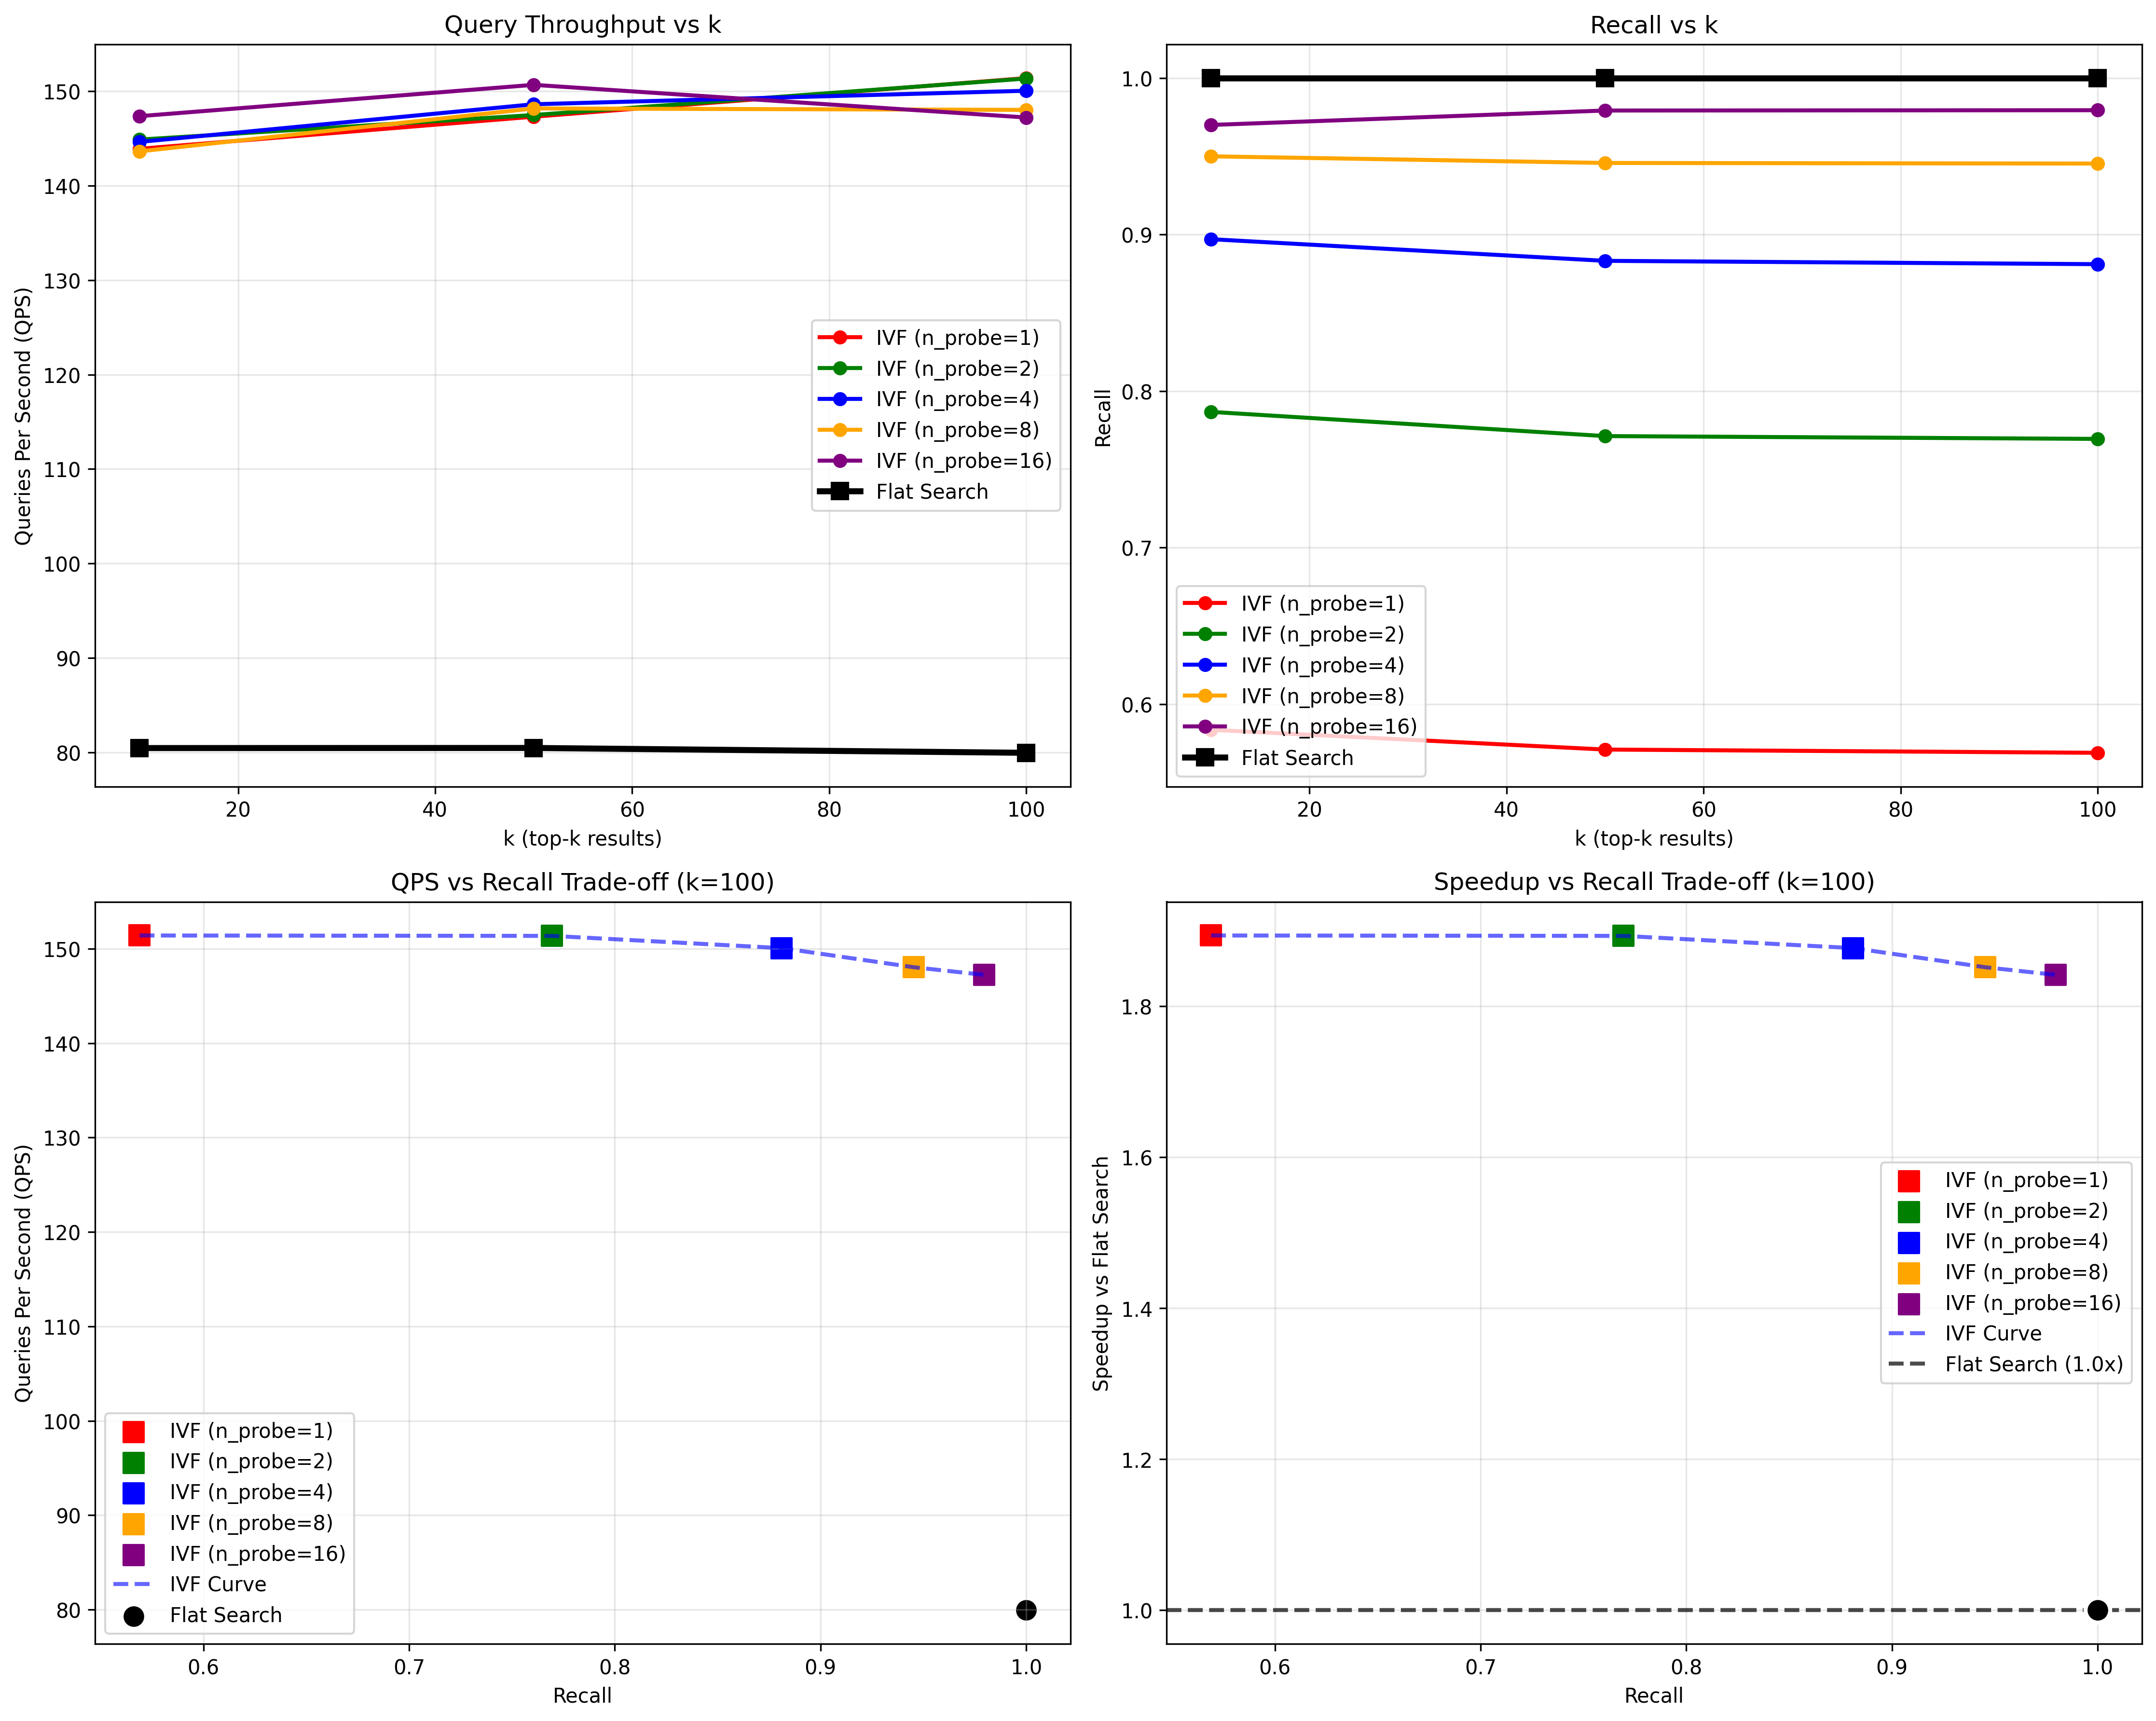 Query Throughput vs k
Queries Per Second (QPS)
150
140
130
120
110
100
90
80
20
40
60
80
100
k (top-k results)
IVF (n_probe=1)
IVF (n_probe=2)
IVF (n_probe=4)
IVF (n_probe=8)
IVF (n_probe=16)
Flat Search
Recall vs k
Recall
1.0
0.9
0.8
0.7
0.6
20
40
60
80
100
k (top-k results)
IVF (n_probe=1)
IVF (n_probe=2)
IVF (n_probe=4)
IVF (n_probe=8)
IVF (n_probe=16)
Flat Search
QPS vs Recall Trade-off (k=100)
Queries Per Second (QPS)
150
140
130
120
110
100
90
80
0.6
0.7
0.8
0.9
1.0
Recall
IVF (n_probe=1)
IVF (n_probe=2)
IVF (n_probe=4)
IVF (n_probe=8)
IVF (n_probe=16)
IVF Curve
Flat Search
Speedup vs Recall Trade-off (k=100)
Speedup vs Flat Search
1.8
1.6
1.4
1.2
1.0
0.6
0.7
0.8
0.9
1.0
Recall
IVF (n_probe=1)
IVF (n_probe=2)
IVF (n_probe=4)
IVF (n_probe=8)
IVF (n_probe=16)
IVF Curve
Flat Search (1.0x)